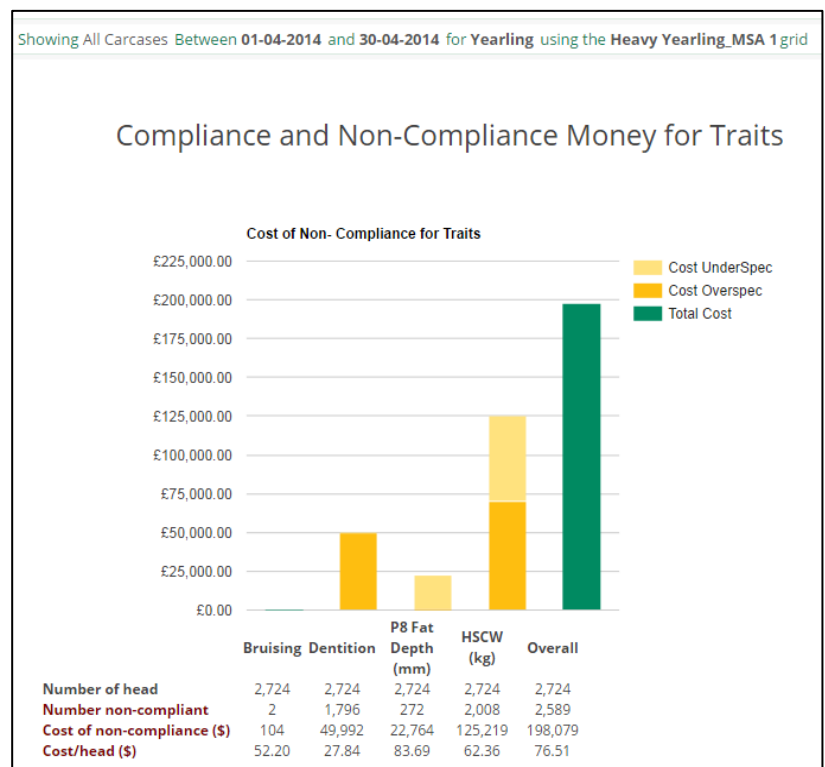 Showing All Carcases Between 01-04-2014 and 30-04-2014 for Yearling using the Heavy Yearling_MSA 1 grid
Compliance and Non-Compliance Money for Traits
Cost of Non- Compliance for Traits
£225,000.00
£200,000.00
£175,000.00
£150,000.00
£125,000.00
£100,000.00
£75,000.00
£50,000.00
£25,000.00
£0.00
Cost UnderSpec
Cost Overspec
Total Cost
Bruising Dentition P8 Fat Depth (mm) HSCW (kg) Overall
Number of head 2,724 2,724 2,724 2,724 2,724
Number non-compliant 2 1,796 272 2,008 2,589
Cost of non-compliance ($) 104 49,992 22,764 125,219 198,079
Cost/head ($) 52.20 27.84 83.69 62.36 76.51